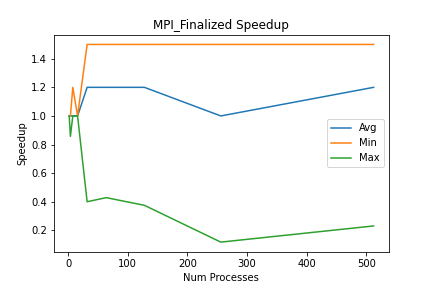 MPI_Finalized Speedup
Speedup
1.4
1.2
1.0
0.8
0.6
0.4
0.2
Avg
Min
Max
0 100 200 300 400 500
Num Processes